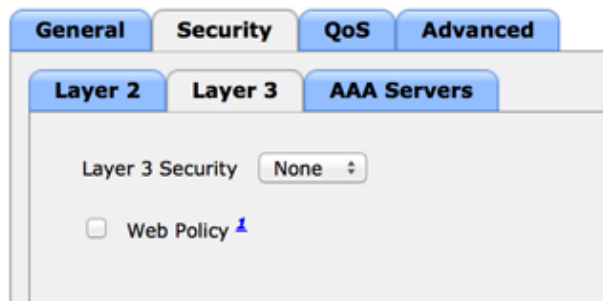 General Security QoS Advanced
Layer 2 Layer 3 AAA Servers
Layer 3 Security None
Web Policy 1